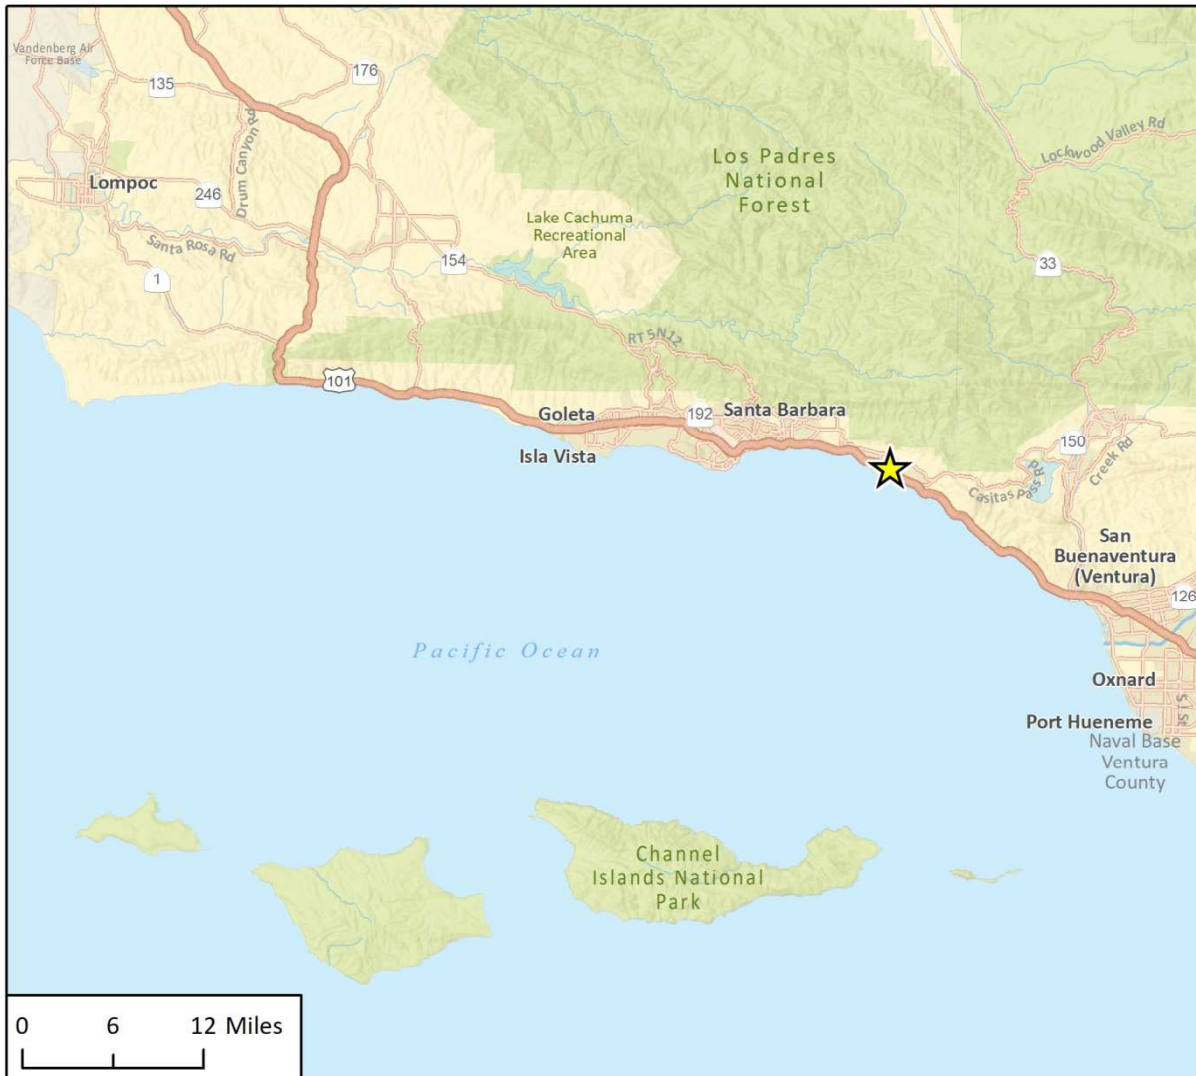 Vandenberg Air
Force Base
176
135
Drum Canyon Rd
Lockwood Valley Rd
Los Padres
National
Forest
Lompoc
246
Lake Cachuma
Recreational
Area
Santa Rosa Rd
154
33
1
RT 5N12
101
Goleta
192
Santa Barbara
150
Creek Rd
Isla Vista
Casitas Pass Rd
San
Buenaventura
(Ventura)
126
Pacific Ocean
Oxnard
S J St
Port Hueneme
Naval Base
Ventura
County
Channel
Islands National
Park
0 6 12 Miles